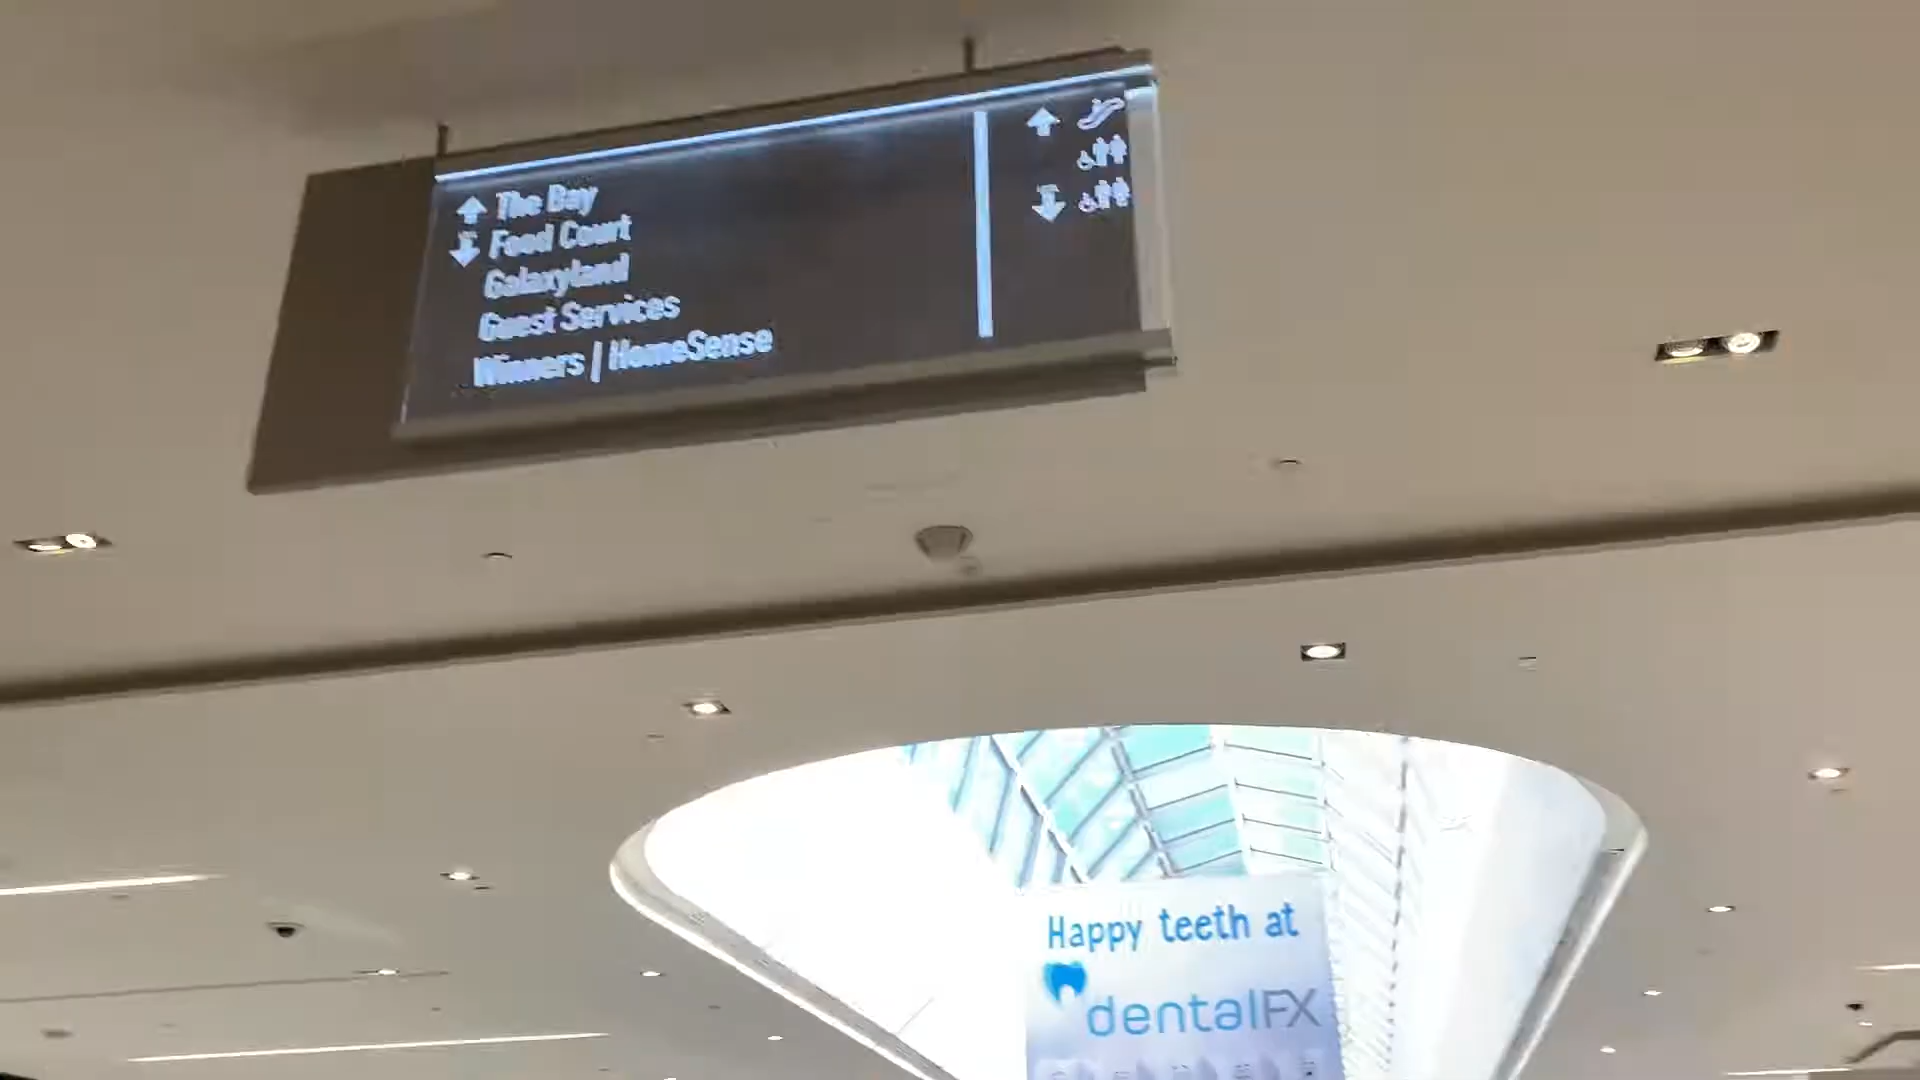 The Bay
Food Court
Galaxyland
Guest Services
Winners | HomeSense
Happy teeth at
dentalFX